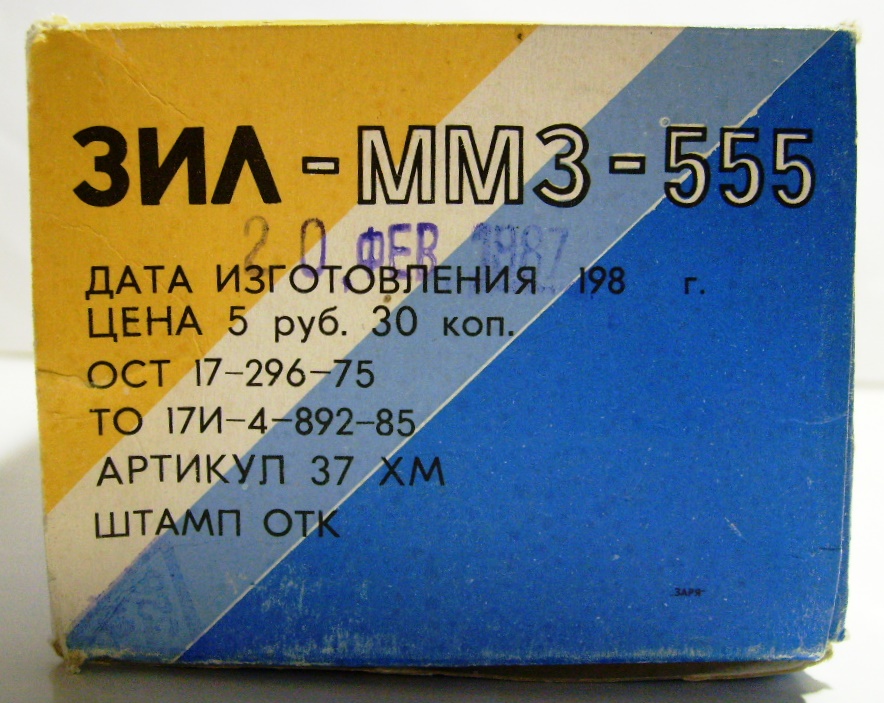 ЗИЛ-ММЗ-555
20 ФЕВ 1987
ДАТА ИЗГОТОВЛЕНИЯ 198 г.
ЦЕНА 5 руб. 30 коп.
ОСТ 17-296-75
ТО 17И-4-892-85
АРТИКУЛ 37 ХМ
ШТАМП ОТК